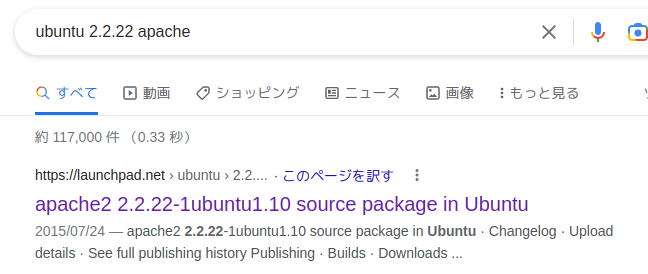 ubuntu 2.2.22 apache
すべて 動画 ショッピング ニュース 画像 もっと見る
約 117,000 件 （0.33 秒）
https://launchpad.net › ubuntu › 2.2.... · このページを訳す
apache2 2.2.22-1ubuntu1.10 source package in Ubuntu
2015/07/24 — apache2 2.2.22-1ubuntu1.10 source package in Ubuntu · Changelog · Upload
details · See full publishing history Publishing · Builds · Downloads ...